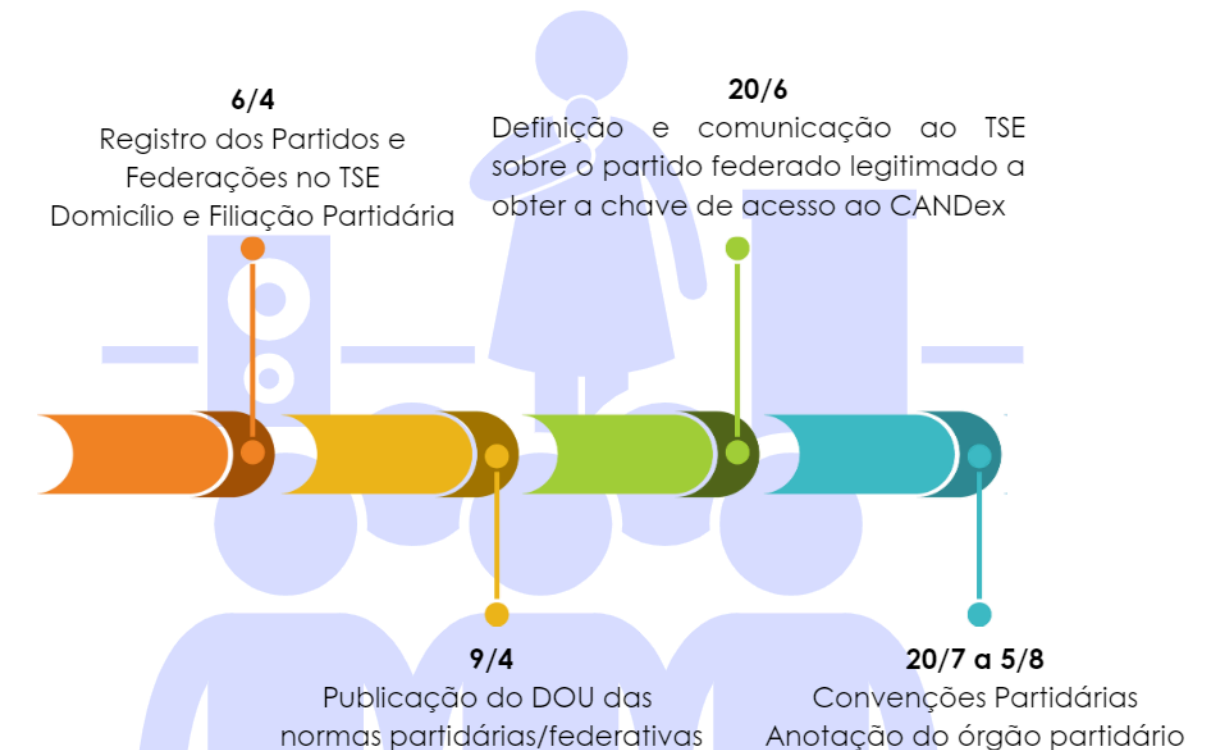 6/4
Registro dos Partidos e
Federações no TSE
Domicílio e Filiação Partidária
20/6
Definição e comunicação ao TSE
sobre o partido federado legitimado a
obter a chave de acesso ao CANDex
9/4
Publicação do DOU das
normas partidárias/federativas
20/7 a 5/8
Convenções Partidárias
Anotação do órgão partidário